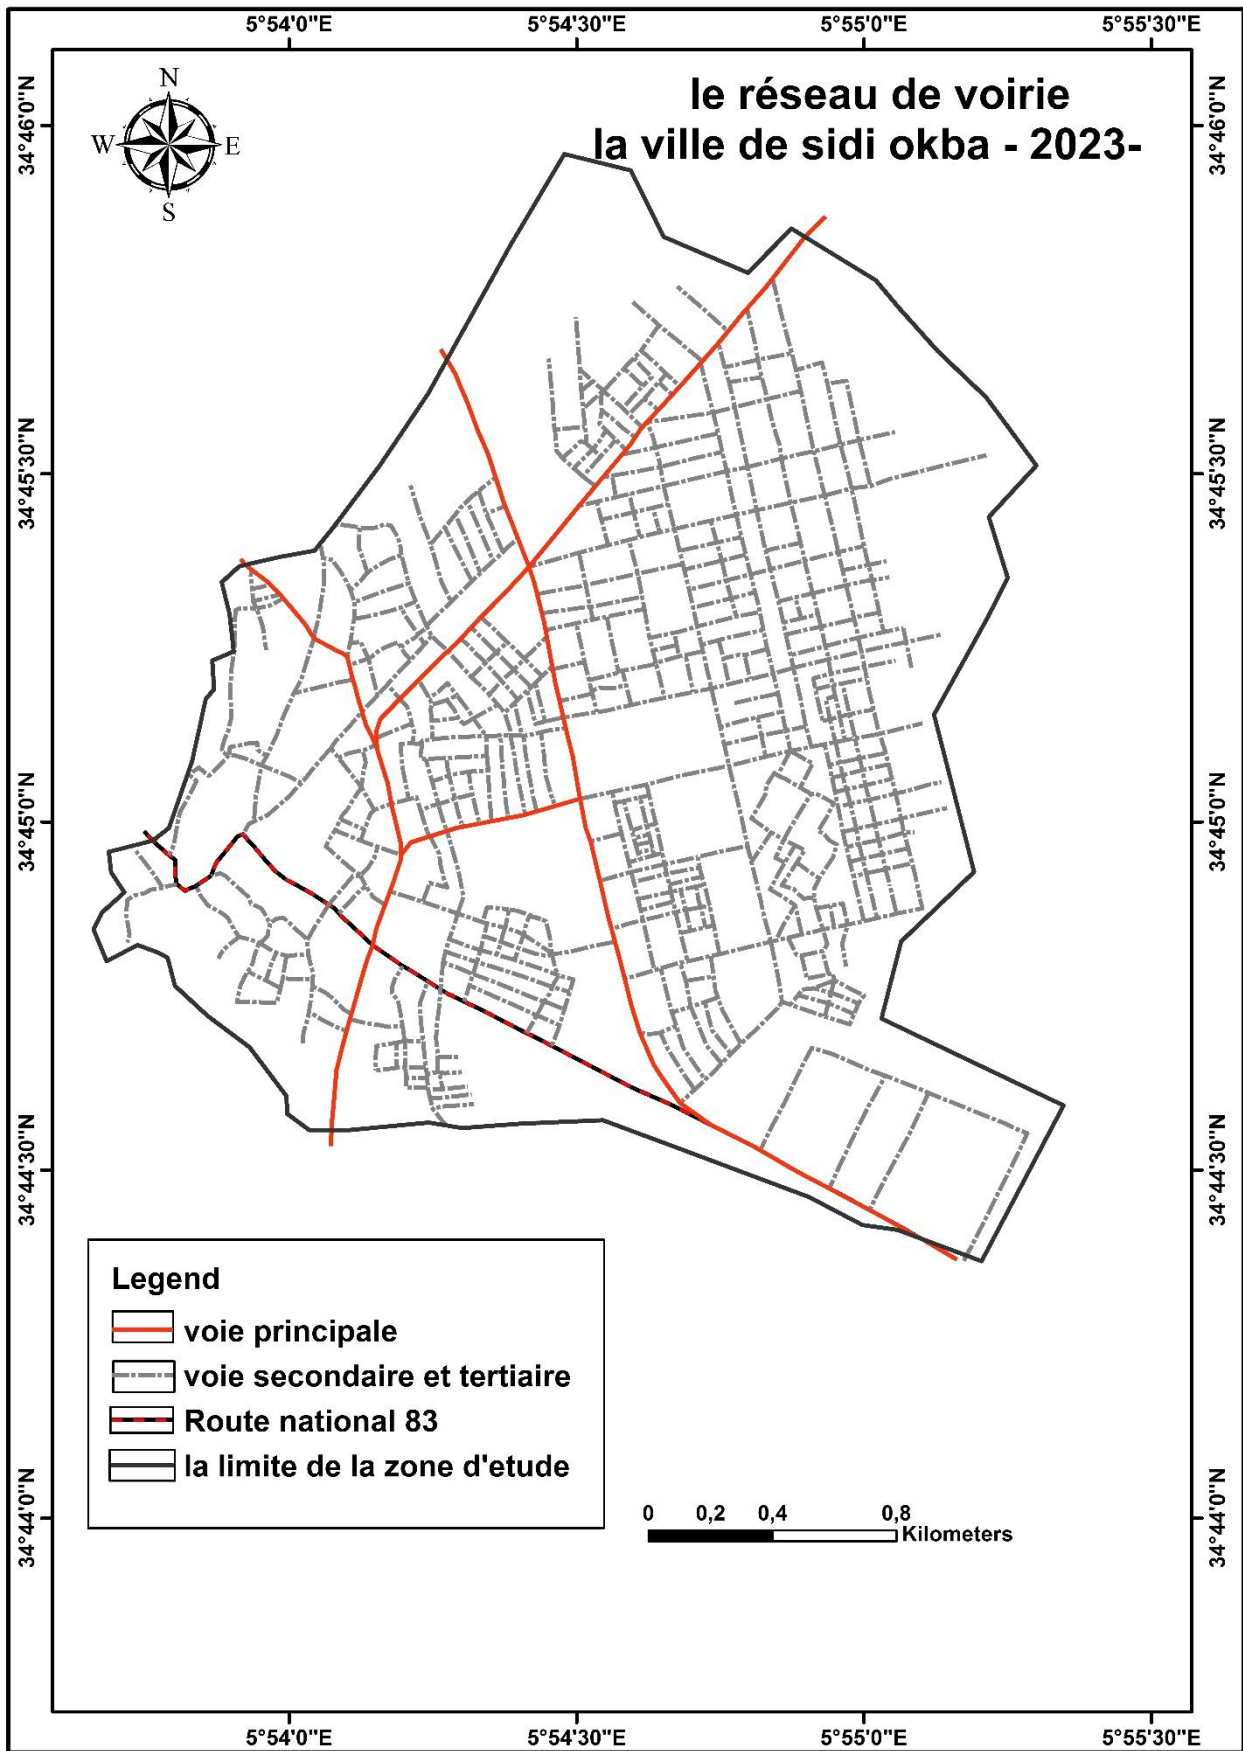 5°54'0"E 5°54'30"E 5°55'0"E 5°55'30"E
le réseau de voirie
la ville de sidi okba - 2023-
N
W E
S
34°46'0"N 34°46'0"N
34°45'30"N 34°45'30"N
34°45'0"N 34°45'0"N
34°44'30"N 34°44'30"N
34°44'0"N 34°44'0"N
Legend
voie principale
voie secondaire et tertiaire
Route national 83
la limite de la zone d'etude
0 0,2 0,4 0,8
Kilometers
5°54'0"E 5°54'30"E 5°55'0"E 5°55'30"E